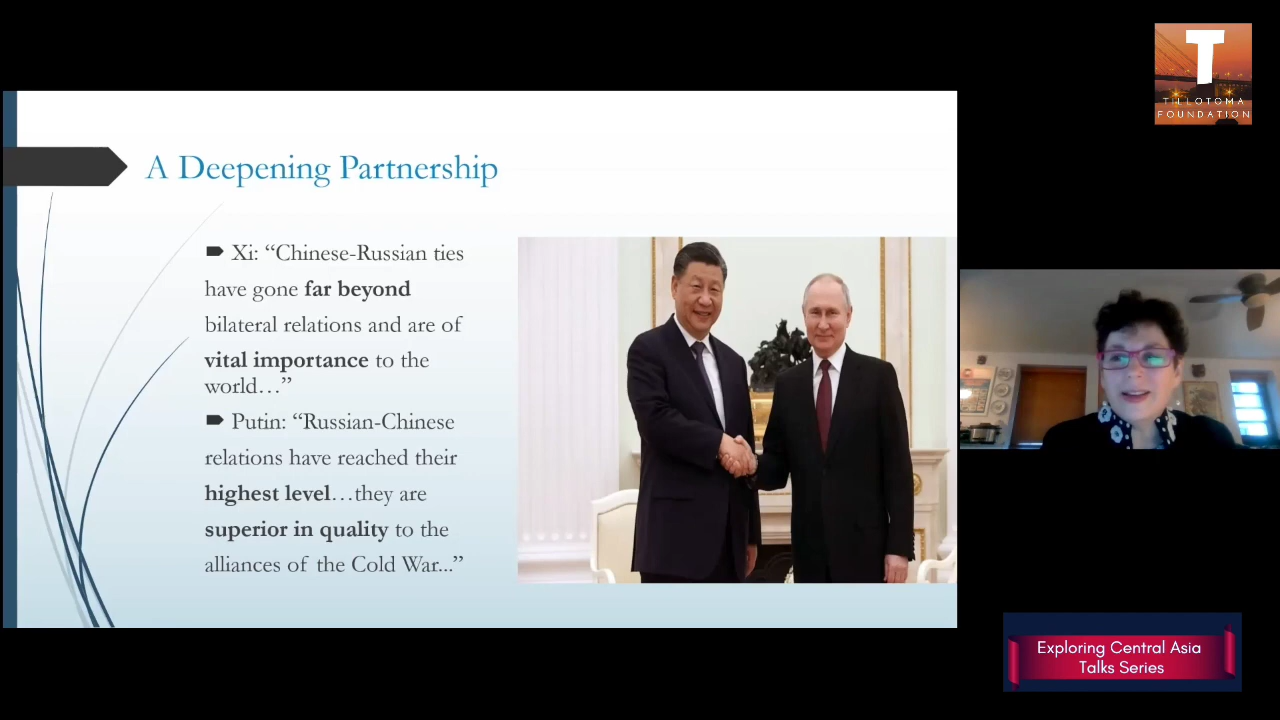 A Deepening Partnership
Xi: “Chinese-Russian ties
have gone far beyond
bilateral relations and are of
vital importance to the
world…”
Putin: “Russian-Chinese
relations have reached their
highest level…they are
superior in quality to the
alliances of the Cold War...”
T
TILLOTOMA
FOUNDATION
Exploring Central Asia
Talks Series